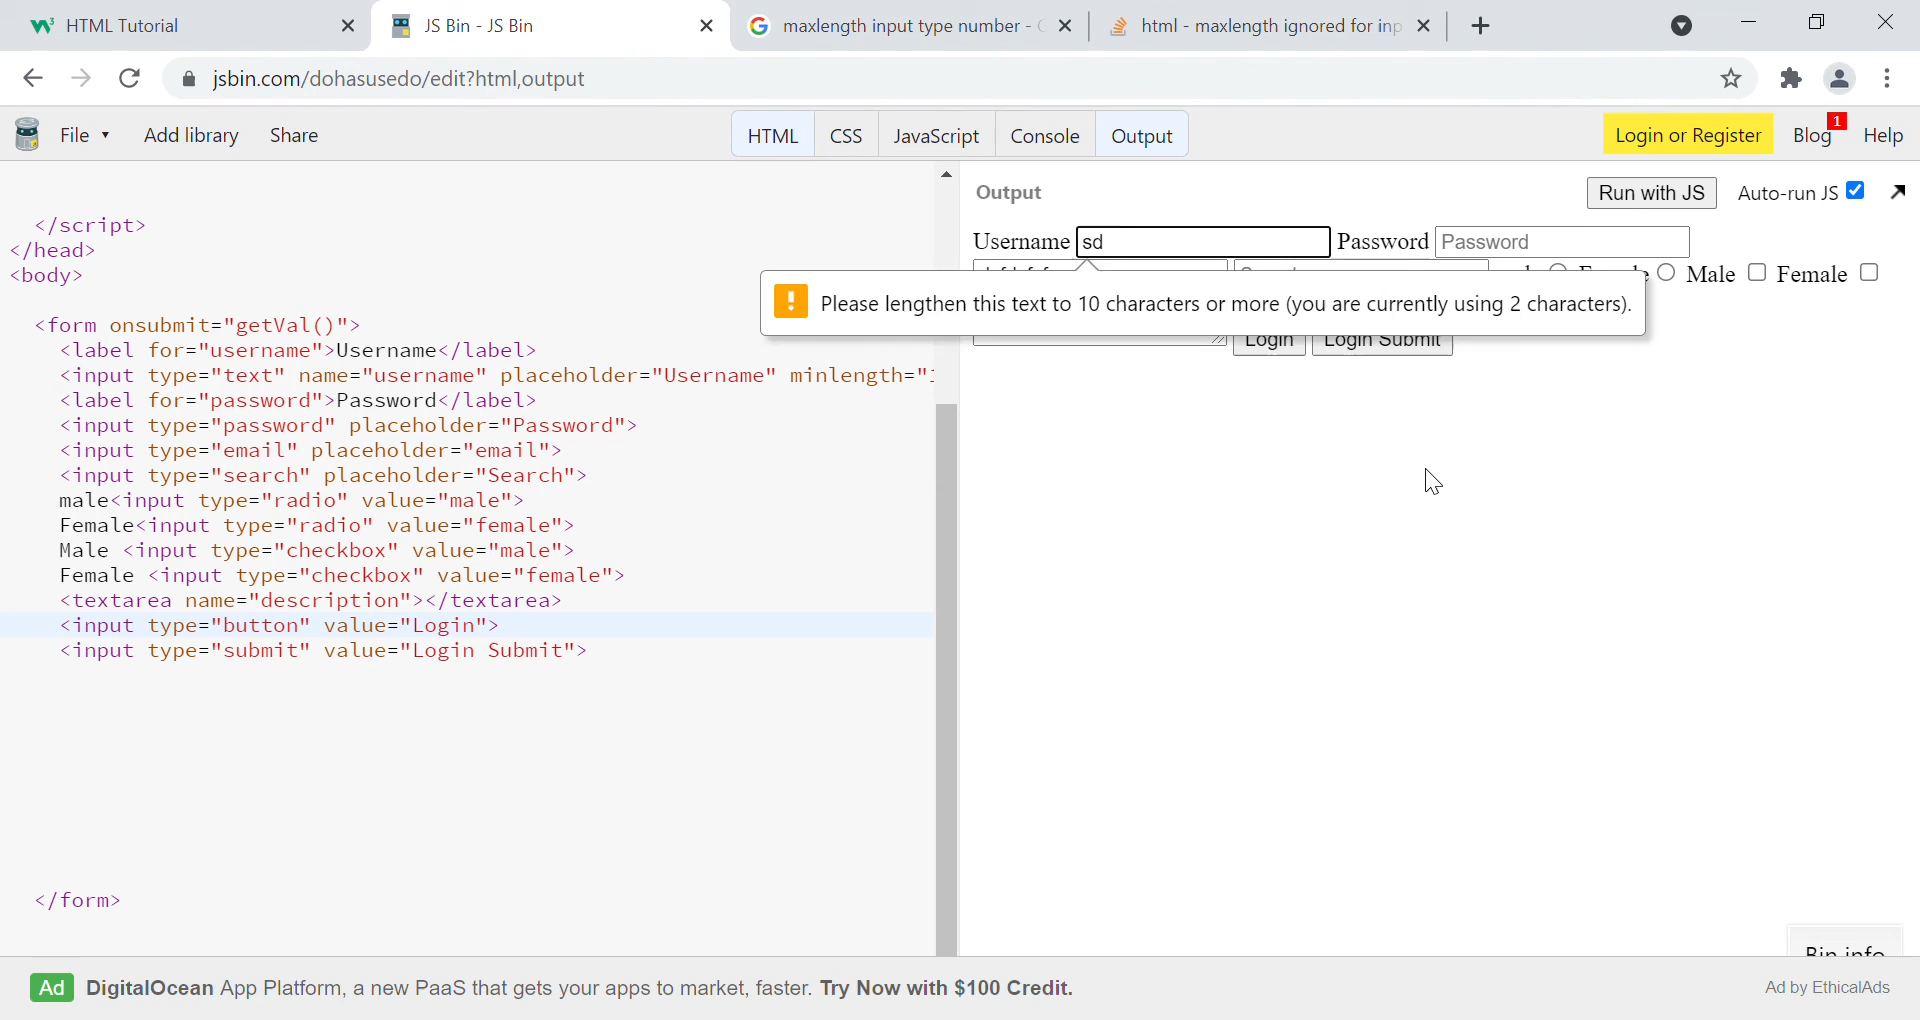 HTML Tutorial
JS Bin - JS Bin
maxlength input type number -
html - maxlength ignored for inp
jsbin.com/dohasusedo/edit?html,output
File
Add library
Share
HTML
CSS
JavaScript
Console
Output
Login or Register
Blog
1
Help
</script>
</head>
<body>
<form onsubmit="getVal()">
<label for="username">Username</label>
<input type="text" name="username" placeholder="Username" minlength="1
<label for="password">Password</label>
<input type="password" placeholder="Password">
<input type="email" placeholder="email">
<input type="search" placeholder="Search">
male<input type="radio" value="male">
Female<input type="radio" value="female">
Male <input type="checkbox" value="male">
Female <input type="checkbox" value="female">
<textarea name="description"></textarea>
<input type="button" value="Login">
<input type="submit" value="Login Submit">
</form>
Output
Run with JS
Auto-run JS
Username sd Password Password
Male Female
! Please lengthen this text to 10 characters or more (you are currently using 2 characters).
Login Login Submit
Bin info
Ad DigitalOcean App Platform, a new PaaS that gets your apps to market, faster. Try Now with $100 Credit.
Ad by EthicalAds